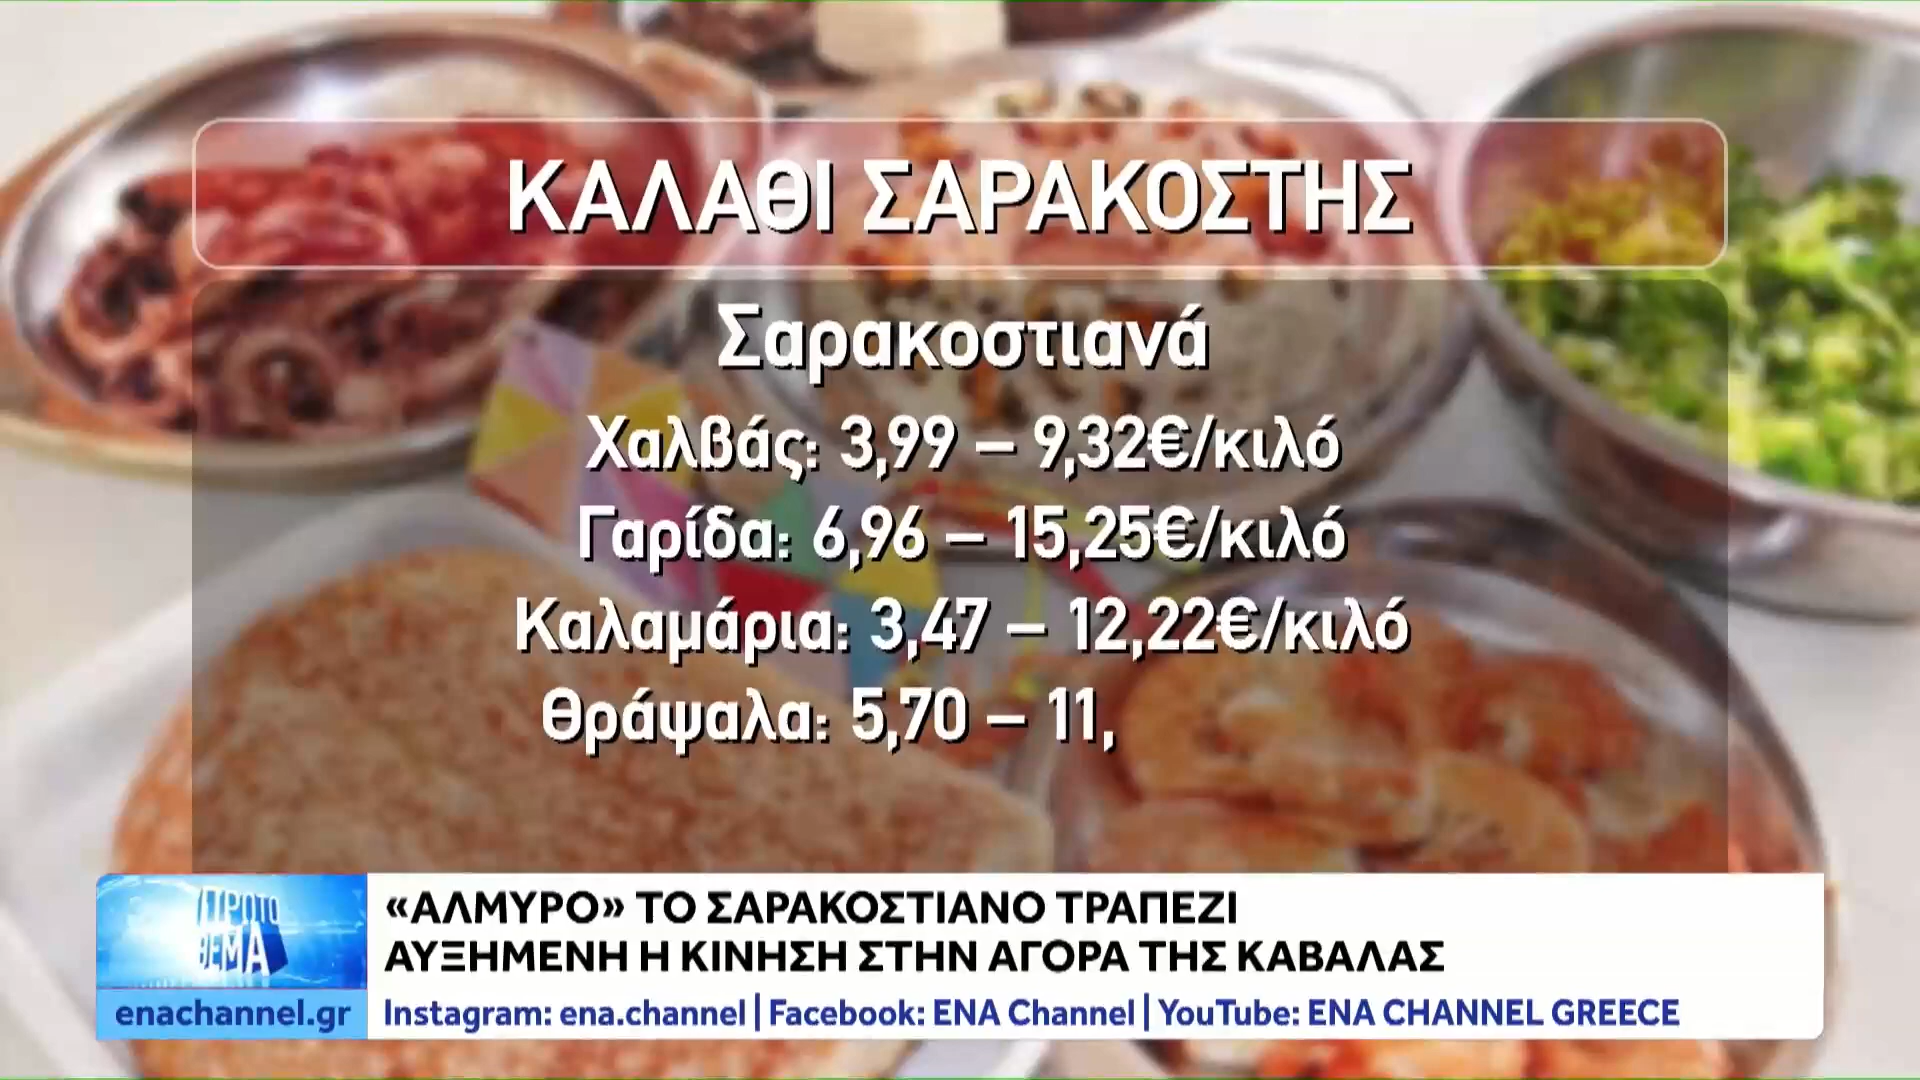 ΚΑΛΑΘΙ ΣΑΡΑΚΟΣΤΗΣ
Σαρακοστιανά
Χαλβάς: 3,99 – 9,32€/κιλό
Γαρίδα: 6,96 – 15,25€/κιλό
Καλαμάρια: 3,47 – 12,22€/κιλό
Θράψαλα: 5,70 – 11,
ΠΡΩΤΟ
ΘΕΜΑ
«ΑΛΜΥΡΟ» ΤΟ ΣΑΡΑΚΟΣΤΙΑΝΟ ΤΡΑΠΕΖΙ
ΑΥΞΗΜΕΝΗ Η ΚΙΝΗΣΗ ΣΤΗΝ ΑΓΟΡΑ ΤΗΣ ΚΑΒΑΛΑΣ
enachannel.gr
Instagram: ena.channel | Facebook: ENA Channel | YouTube: ENA CHANNEL GREECE